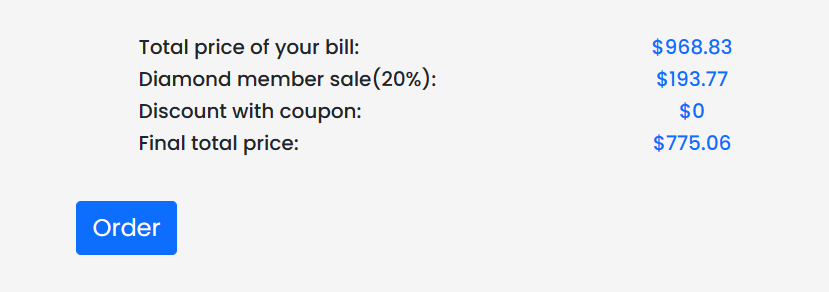 Total price of your bill: $968.83
Diamond member sale(20%): $193.77
Discount with coupon: $0
Final total price: $775.06
Order